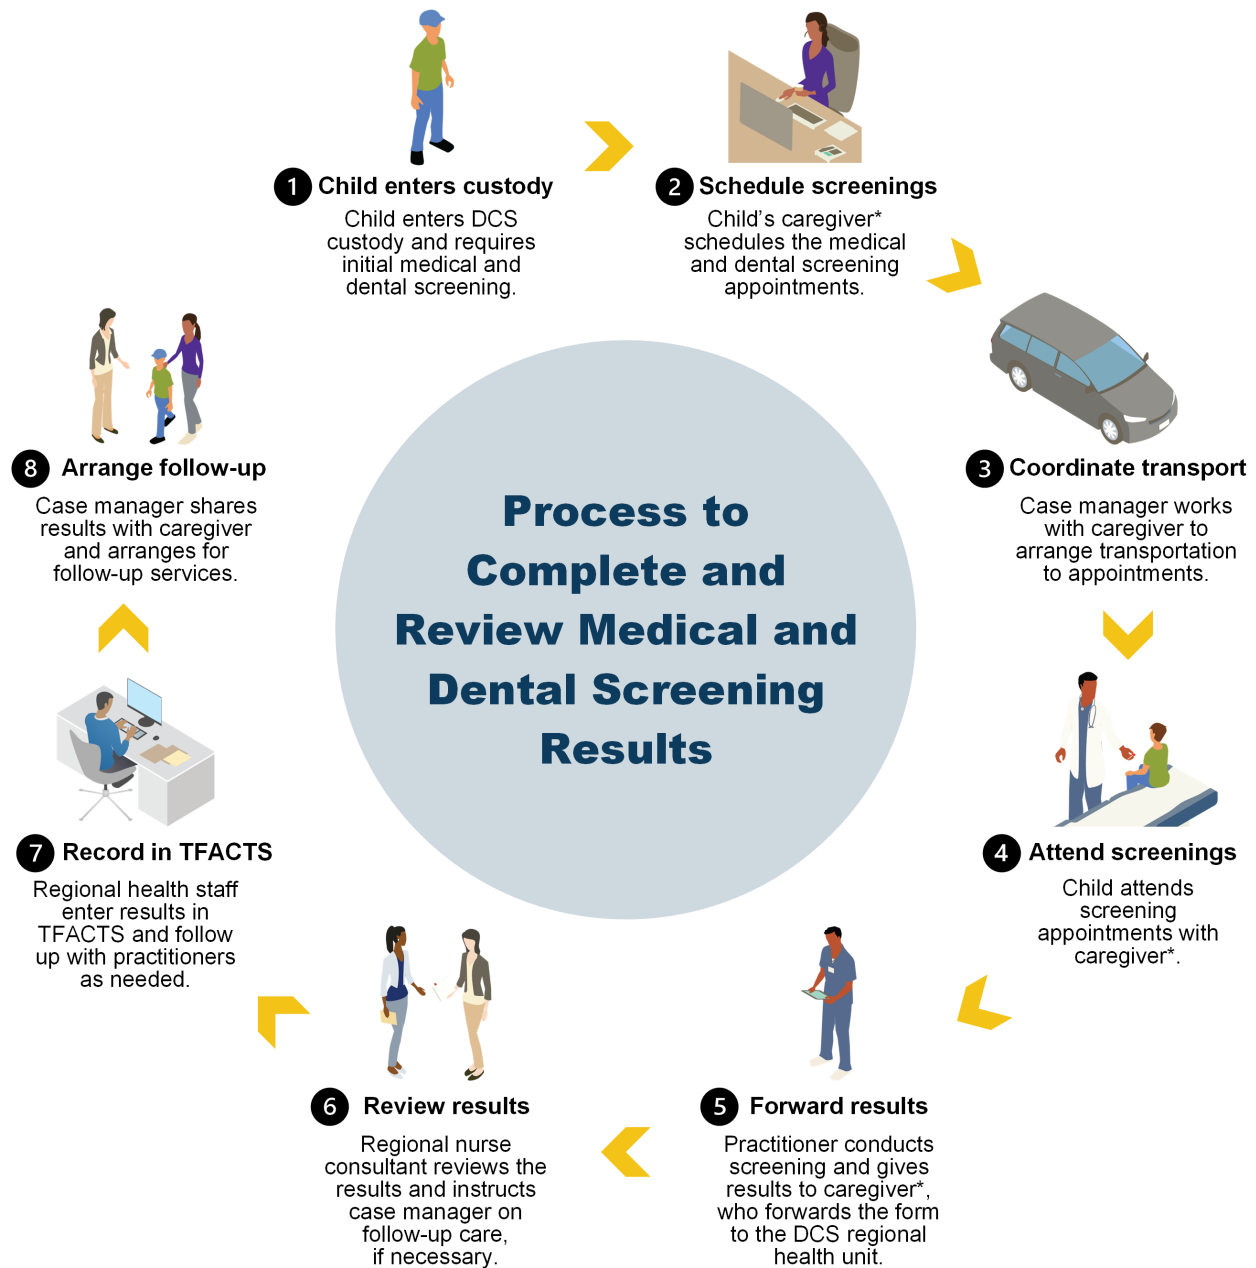 1 Child enters custody
Child enters DCS
custody and requires
initial medical and
dental screening.
2 Schedule screenings
Child's caregiver*
schedules the medical
and dental screening
appointments.
3 Coordinate transport
Case manager works
with caregiver to
arrange transportation
to appointments.
4 Attend screenings
Child attends
screening
appointments with
caregiver*.
5 Forward results
Practitioner conducts
screening and gives
results to caregiver*,
who forwards the form
to the DCS regional
health unit.
6 Review results
Regional nurse
consultant reviews the
results and instructs
case manager on
follow-up care,
if necessary.
7 Record in TFACTS
Regional health staff
enter results in
TFACTS and follow
up with practitioners
as needed.
8 Arrange follow-up
Case manager shares
results with caregiver
and arranges for
follow-up services.
Process to
Complete and
Review Medical and
Dental Screening
Results